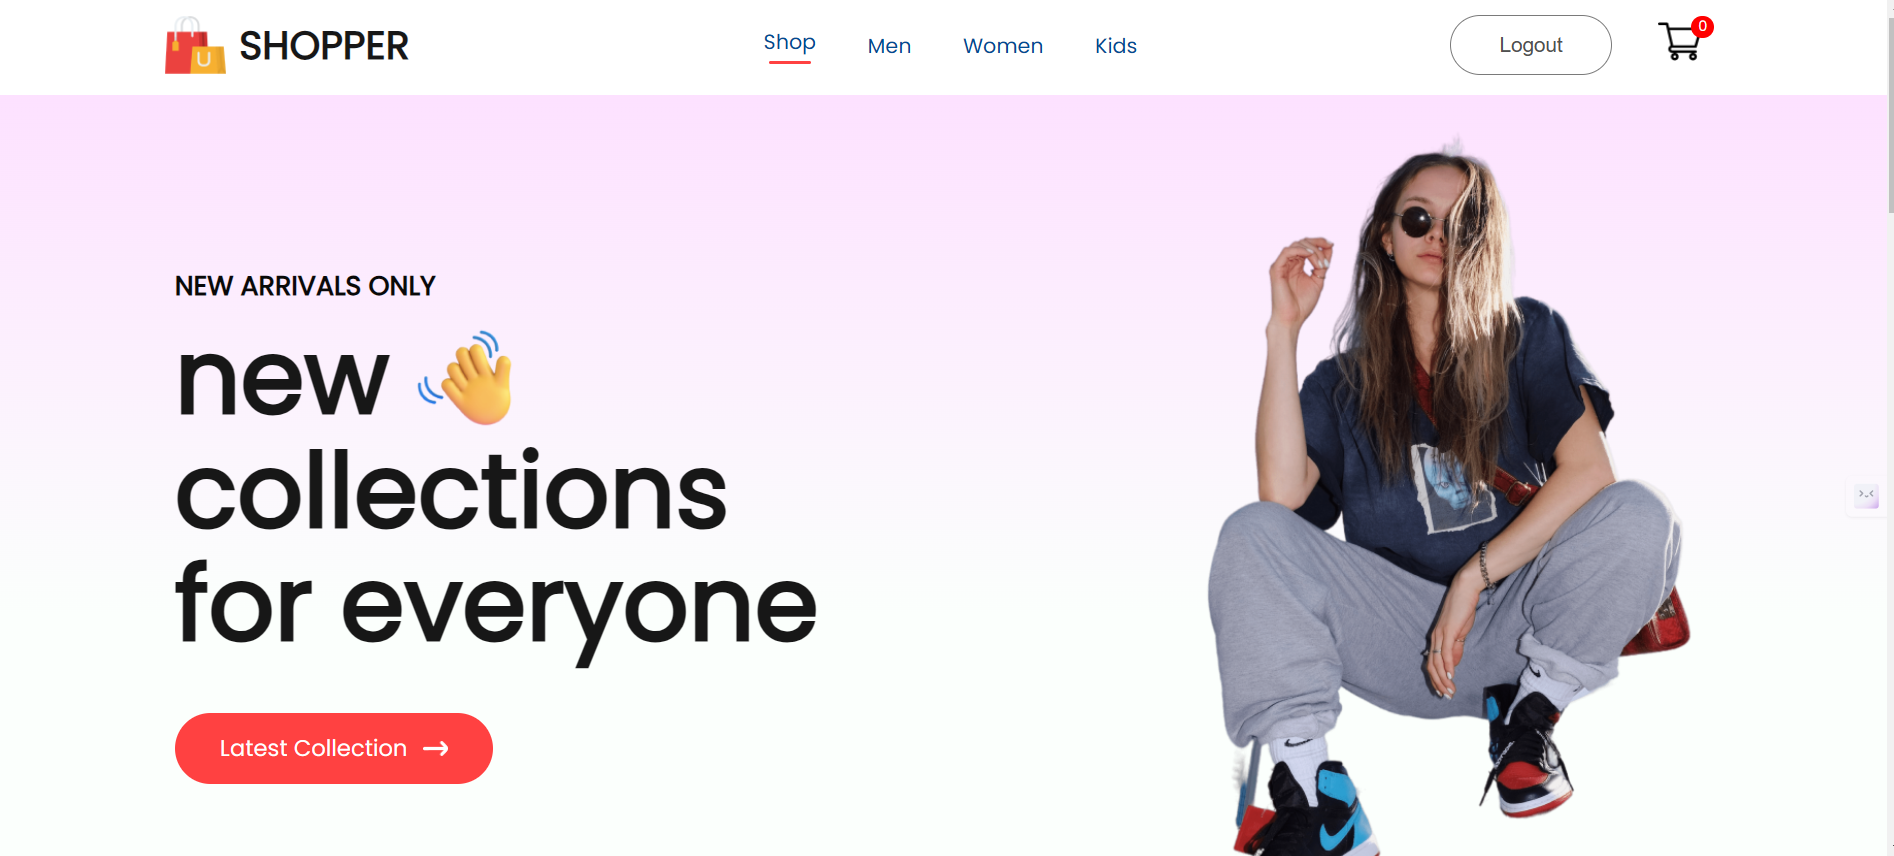 SHOPPER
Shop
Men
Women
Kids
Logout
0
NEW ARRIVALS ONLY
new
collections
for everyone
Latest Collection